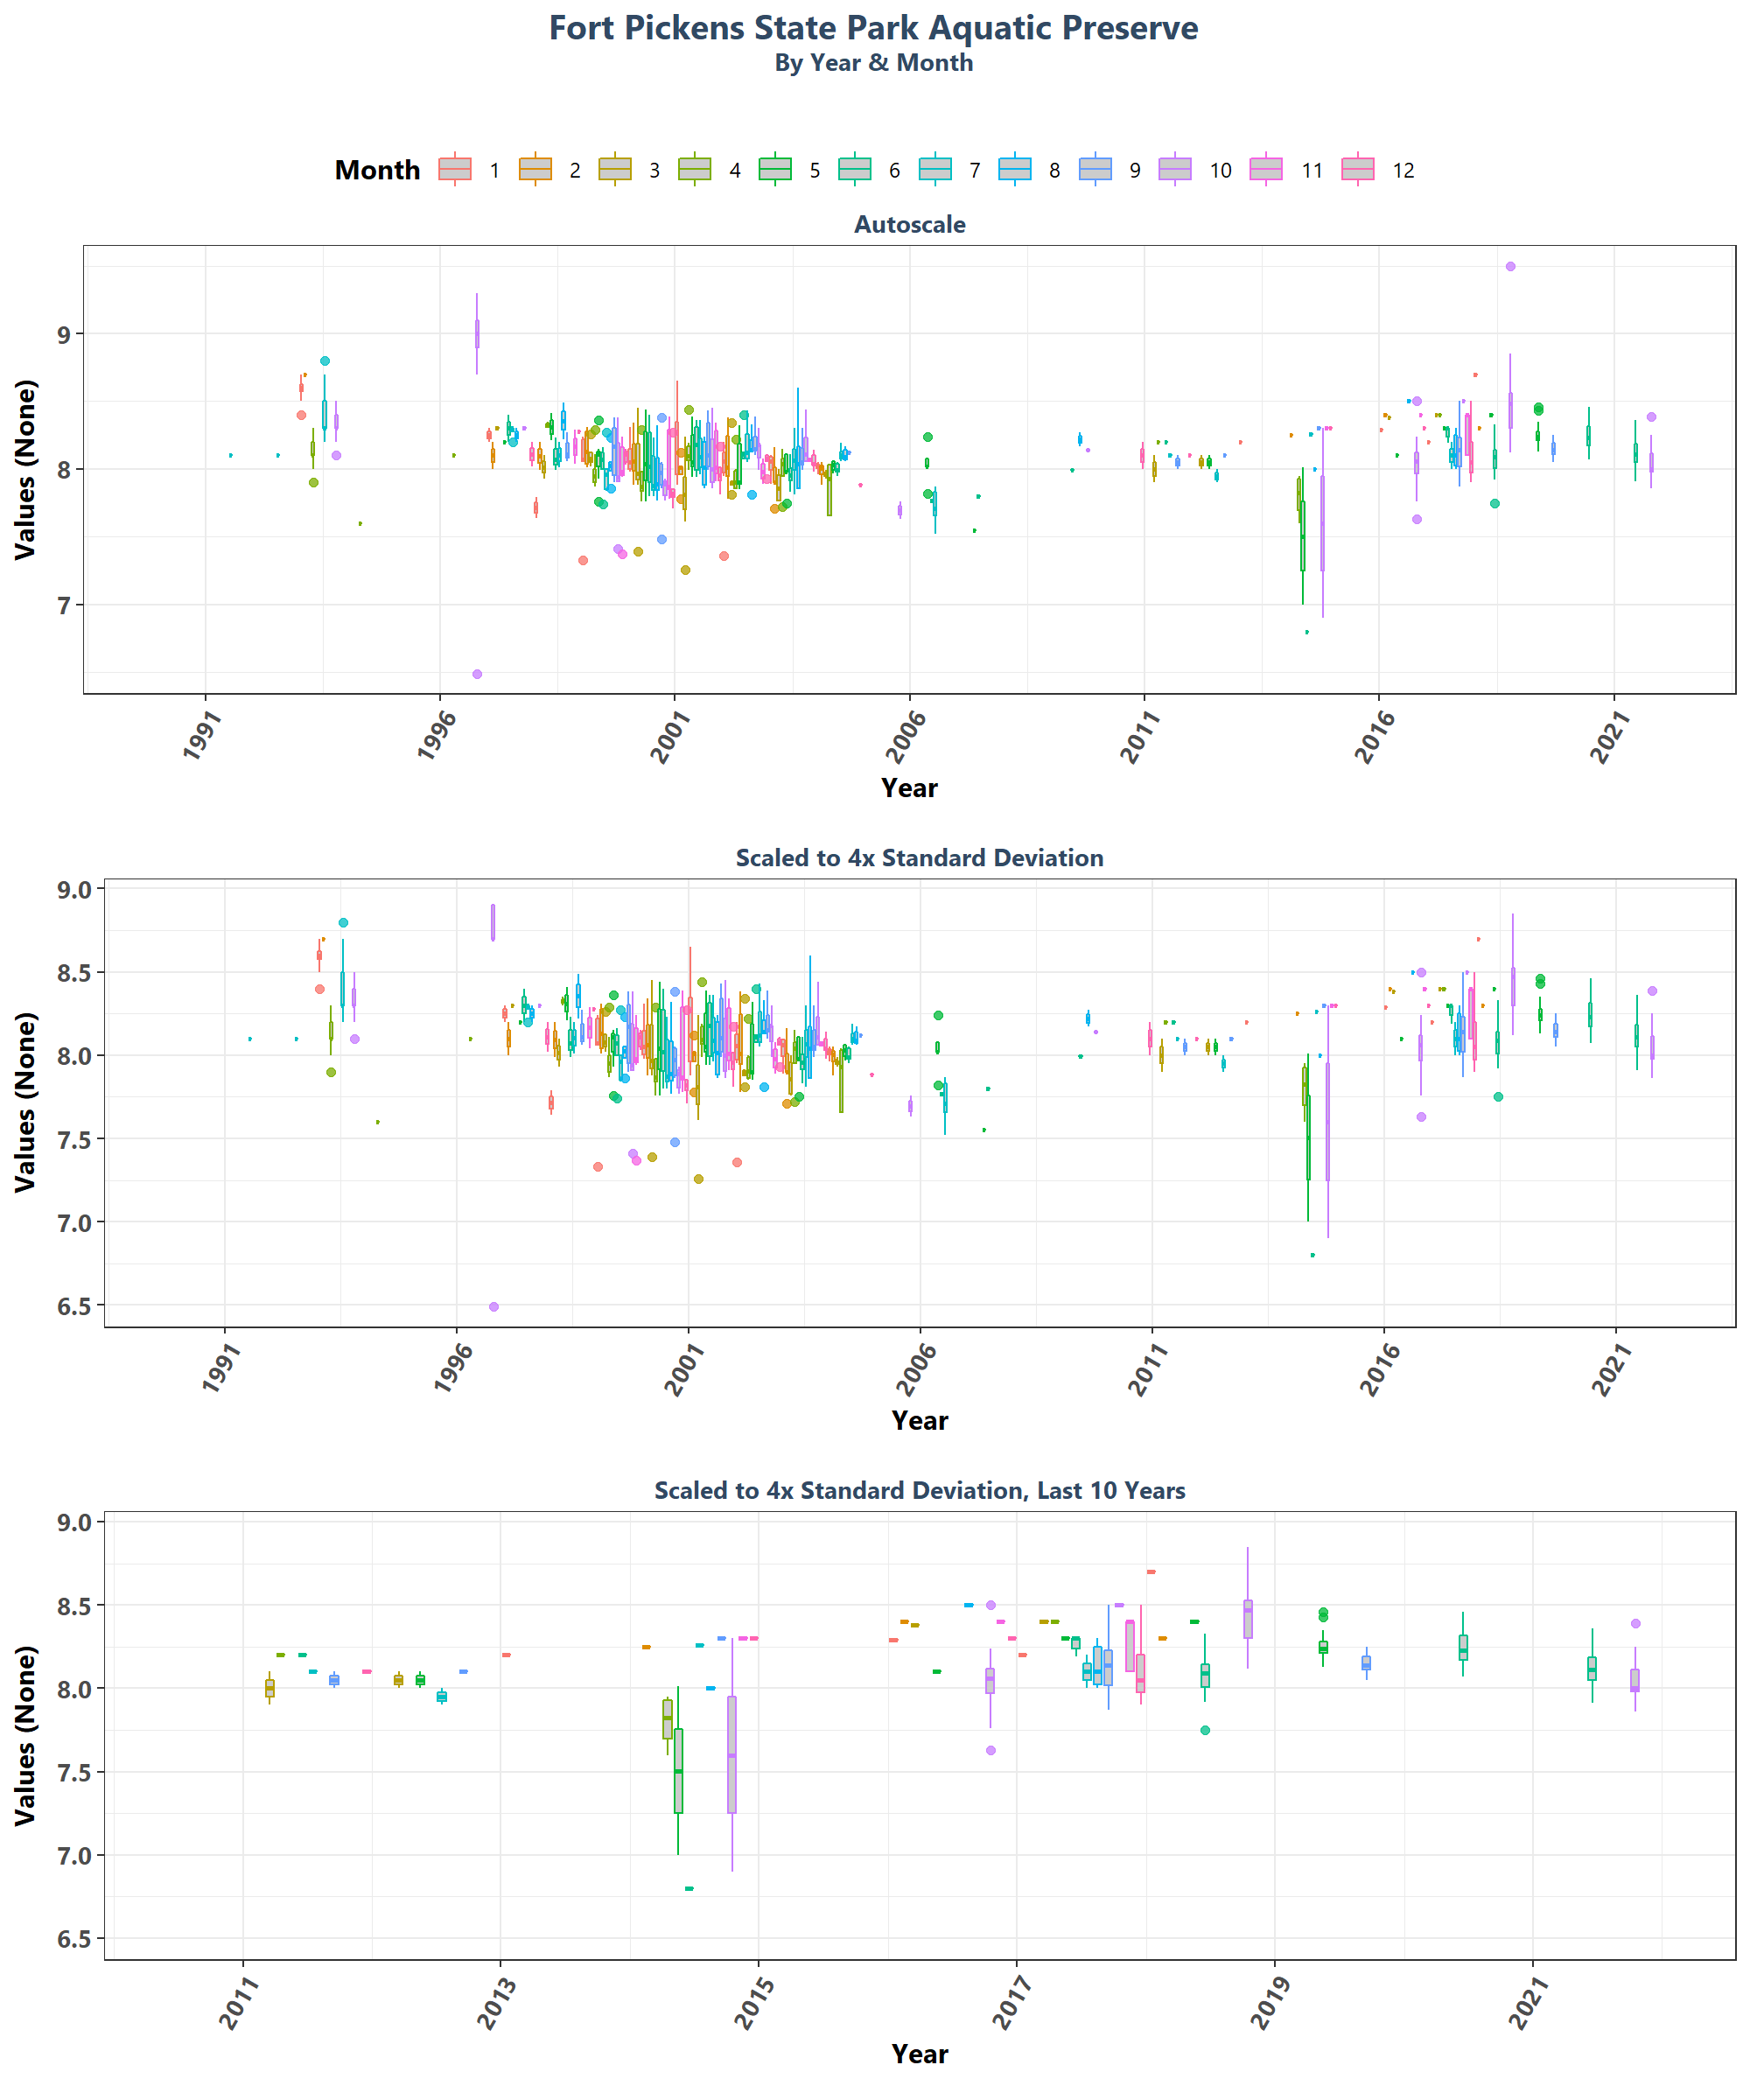 Fort Pickens State Park Aquatic Preserve
By Year & Month
Month 1 2 3 4 5 6 7 8 9 10 11 12
Autoscale
Values (None)
9
8
7
1991 1996 2001 2006 2011 2016 2021
Year
Scaled to 4x Standard Deviation
Values (None)
9.0
8.5
8.0
7.5
7.0
6.5
1991 1996 2001 2006 2011 2016 2021
Year
Scaled to 4x Standard Deviation, Last 10 Years
Values (None)
9.0
8.5
8.0
7.5
7.0
6.5
2011 2013 2015 2017 2019 2021
Year